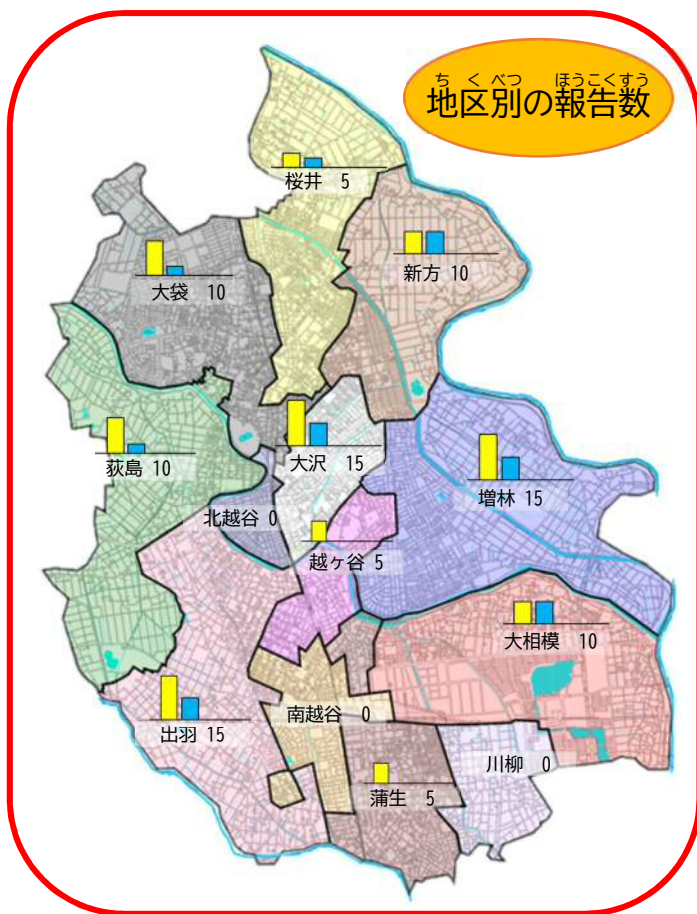 ちくべつ ほうこくすう
地区別の報告数
桜井 5
新方 10
大袋 10
荻島 10
大沢 15
増林 15
北越谷 0
越ヶ谷 5
大相模 10
南越谷 0
出羽 15
川柳 0
蒲生 5